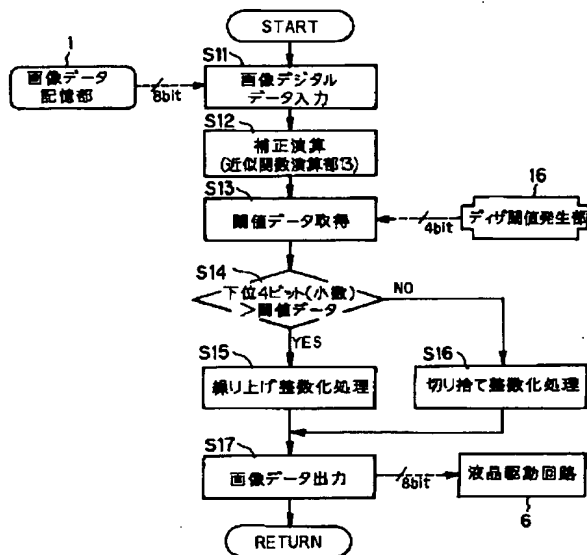 START
1
画像データ
記憶部
8bit
S11
画像デジタル
データ入力
S12
補正演算
(近似関数演算部13)
S13
閾値データ取得
16
ディザ閾値発生部
4bit
S14
下位4ビット(小数)
>閾値データ
NO
YES
S15
繰り上げ整数化処理
S16
切り捨て整数化処理
S17
画像データ出力
8bit
液晶駆動回路
6
RETURN